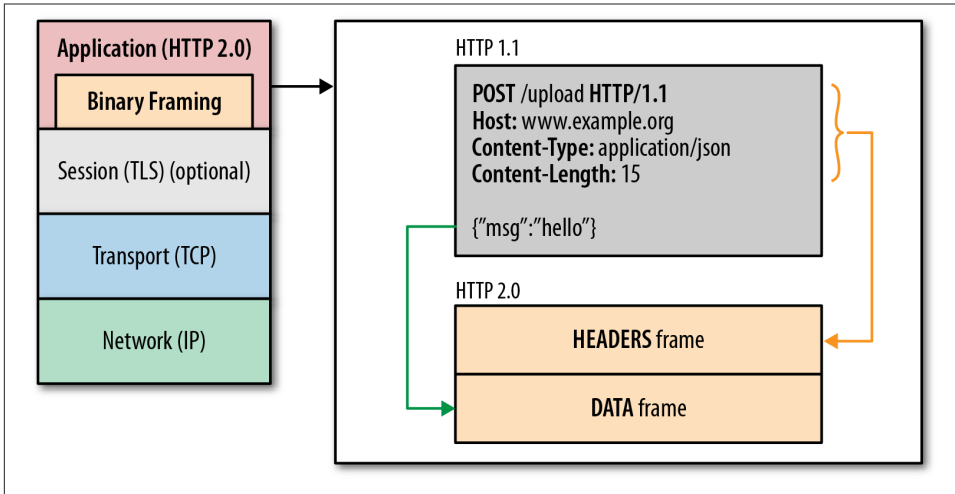 Application (HTTP 2.0)
Binary Framing
Session (TLS) (optional)
Transport (TCP)
Network (IP)
HTTP 1.1
POST /upload HTTP/1.1
Host: www.example.org
Content-Type: application/json
Content-Length: 15
{”msg”:”hello”}
HTTP 2.0
HEADERS frame
DATA frame